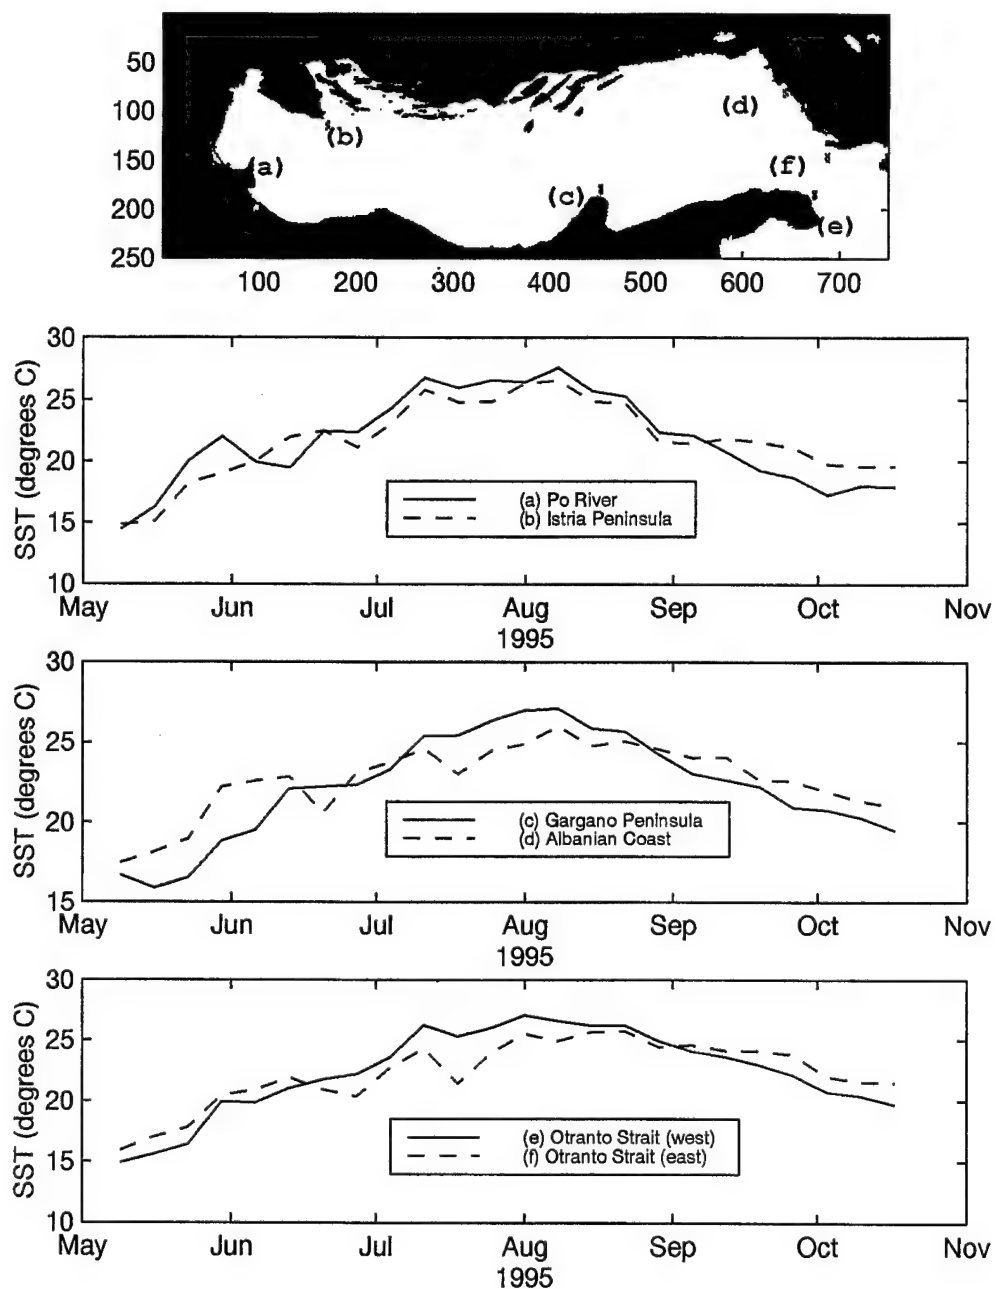 50
100
150
200
250
(a)
(b)
(c)
(d)
(f)
(e)
100 200 300 400 500 600 700
SST (degrees C)
30
25
20
15
10
(a) Po River
(b) Istria Peninsula
May Jun Jul Aug Sep Oct Nov
1995
SST (degrees C)
30
25
20
15
(c) Gargano Peninsula
(d) Albanian Coast
May Jun Jul Aug Sep Oct Nov
1995
SST (degrees C)
30
25
20
15
10
(e) Otranto Strait (west)
(f) Otranto Strait (east)
May Jun Jul Aug Sep Oct Nov
1995